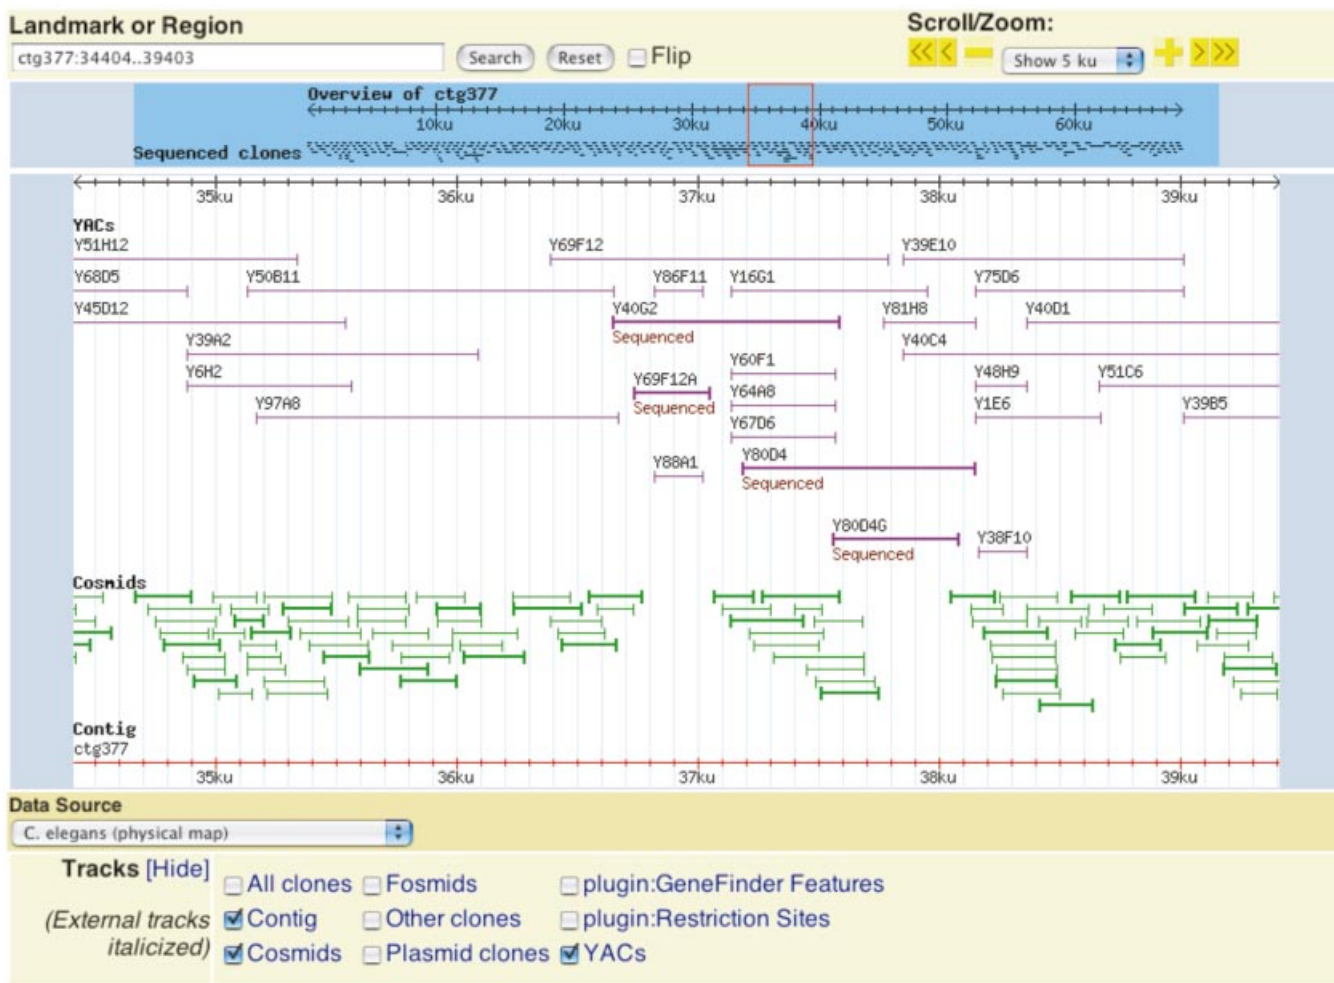 Landmark or Region
Scroll/Zoom:
ctg377:34404..39403
Search
Reset
Flip
Show 5 ku
Overview of ctg377
10ku 20ku 30ku 40ku 50ku 60ku
Sequenced clones
35ku 36ku 37ku 38ku 39ku
YACs
Y51H12 Y69F12 Y39E10
Y68D5 Y50B11 Y86F11 Y16G1 Y75D6
Y45D12 Y40G2 Y81H8 Y40D1
Sequenced
Y39A2 Y40C4
Y60F1
Y6H2 Y69F12A Y48H9 Y51C6
Y64A8
Y97A8 Sequenced Y1E6 Y39B5
Y67D6
Y88A1 Y80D4
Sequenced
Y80D4G Y38F10
Sequenced
Cosmids
Contig
ctg377
35ku 36ku 37ku 38ku 39ku
Data Source
C. elegans (physical map)
Tracks [Hide]
(External tracks italicized)
All clones Fosmids plugin:GeneFinder Features
Contig Other clones plugin:Restriction Sites
Cosmids Plasmid clones YACs